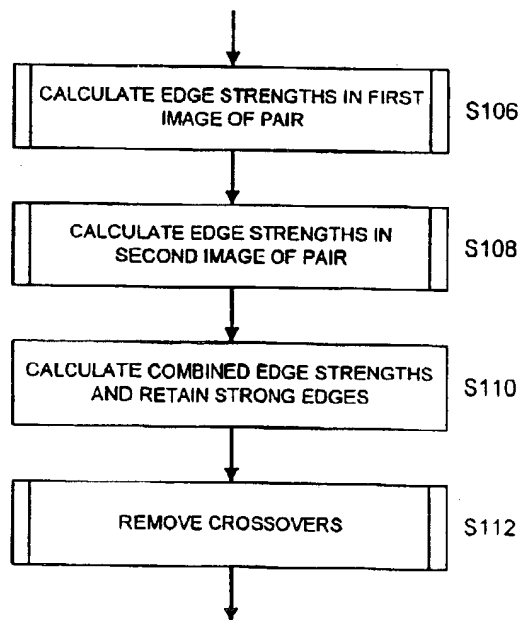 CALCULATE EDGE STRENGTHS IN FIRST
IMAGE OF PAIR
S106
CALCULATE EDGE STRENGTHS IN
SECOND IMAGE OF PAIR
S108
CALCULATE COMBINED EDGE STRENGTHS
AND RETAIN STRONG EDGES
S110
REMOVE CROSSOVERS
S112